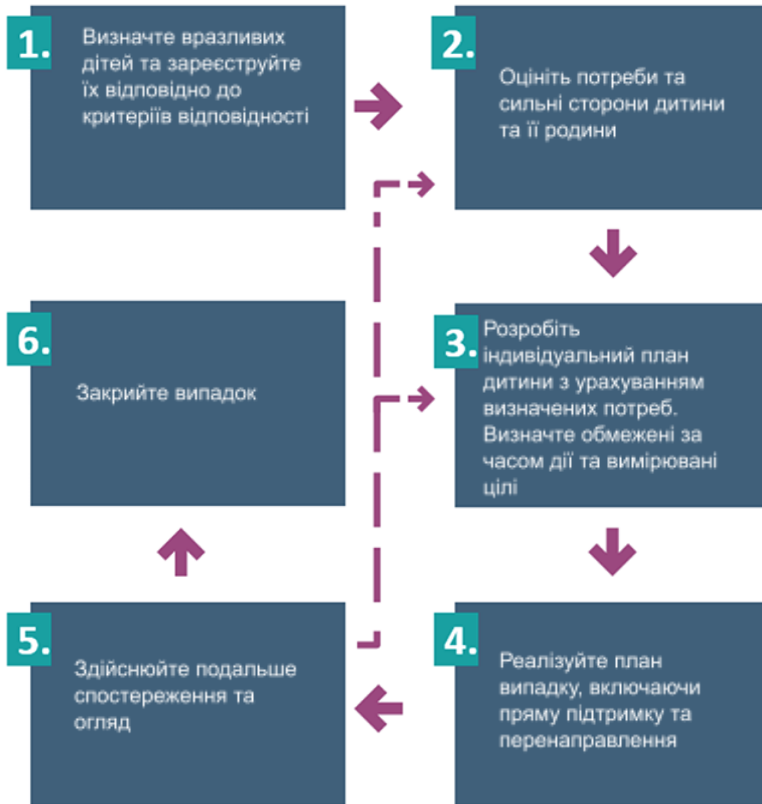 1.
Визначте вразливих
дітей та зареєструйте
їх відповідно до
критеріїв відповідності
2.
Оцініть потреби та
сильні сторони дитини
та її родини
3.
Розробіть
індивідуальний план
дитини з урахуванням
визначених потреб.
Визначте обмежені за
часом дії та вимірювані
цілі
4.
Реалізуйте план
випадку, включаючи
пряму підтримку та
перенаправлення
5.
Здійснюйте подальше
спостереження та
огляд
6.
Закрийте випадок